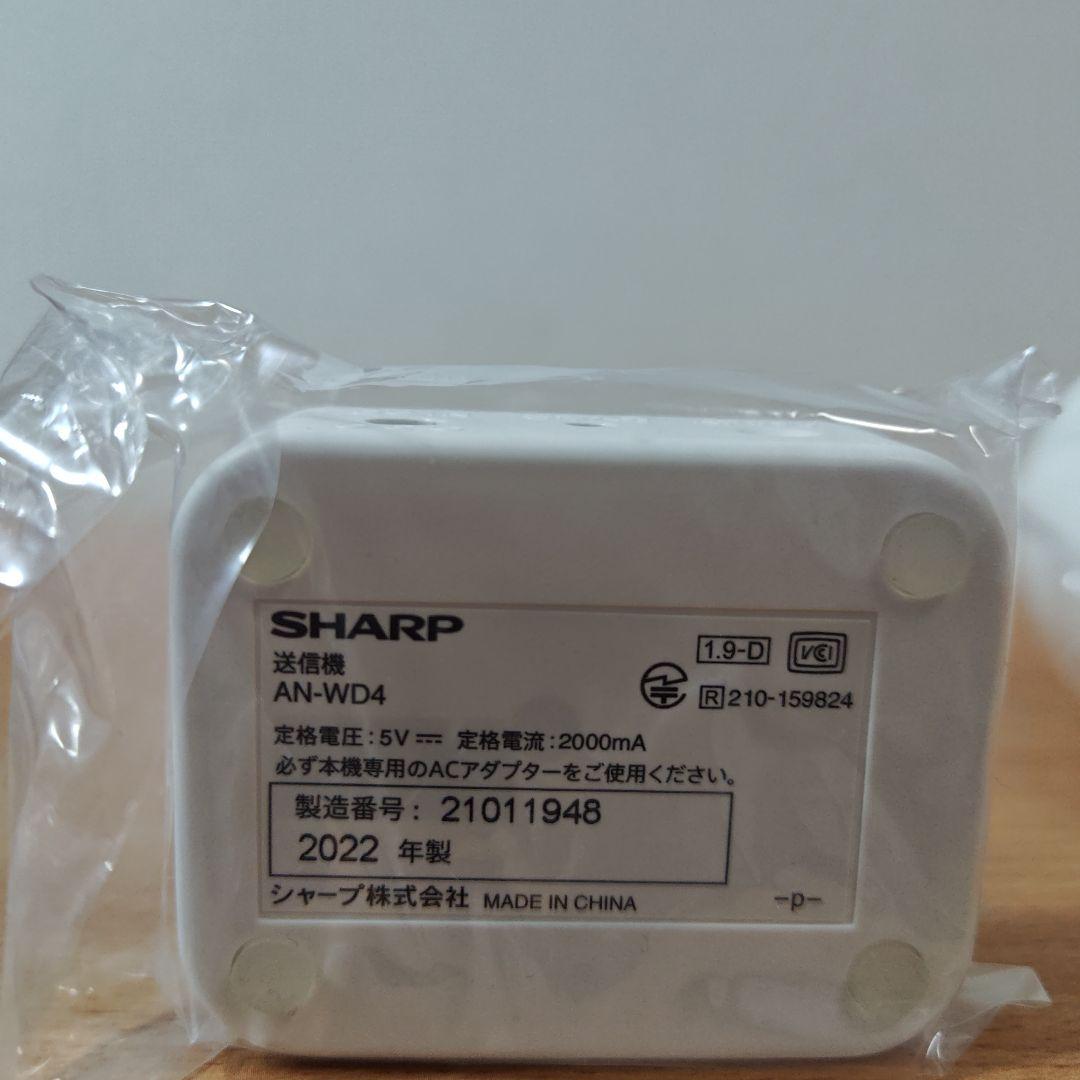 SHARP
送信機
AN-WD4
1.9-D VCCI
R 210-159824
定格電圧:5V⎓ 定格電流:2000mA
必ず本機専用のACアダプターをご使用ください。
製造番号: 21011948
2022 年製
シャープ株式会社 MADE IN CHINA
-p-